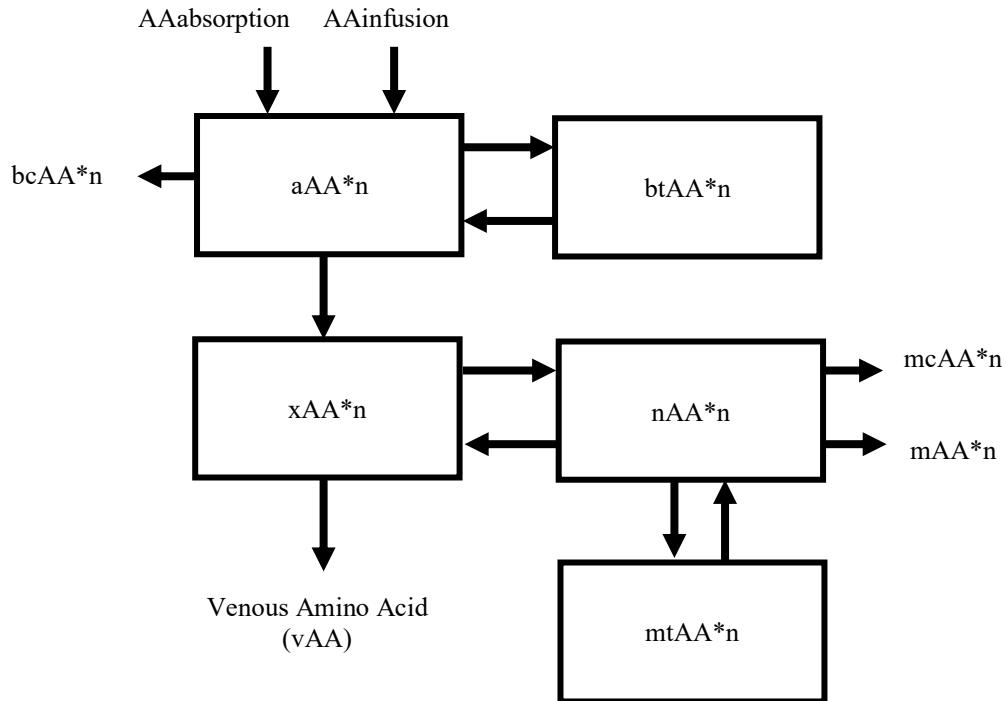 AAabsorption
AAinfusion
bcAA*n
aAA*n
btAA*n
xAA*n
nAA*n
mcAA*n
mAA*n
Venous Amino Acid
(vAA)
mtAA*n